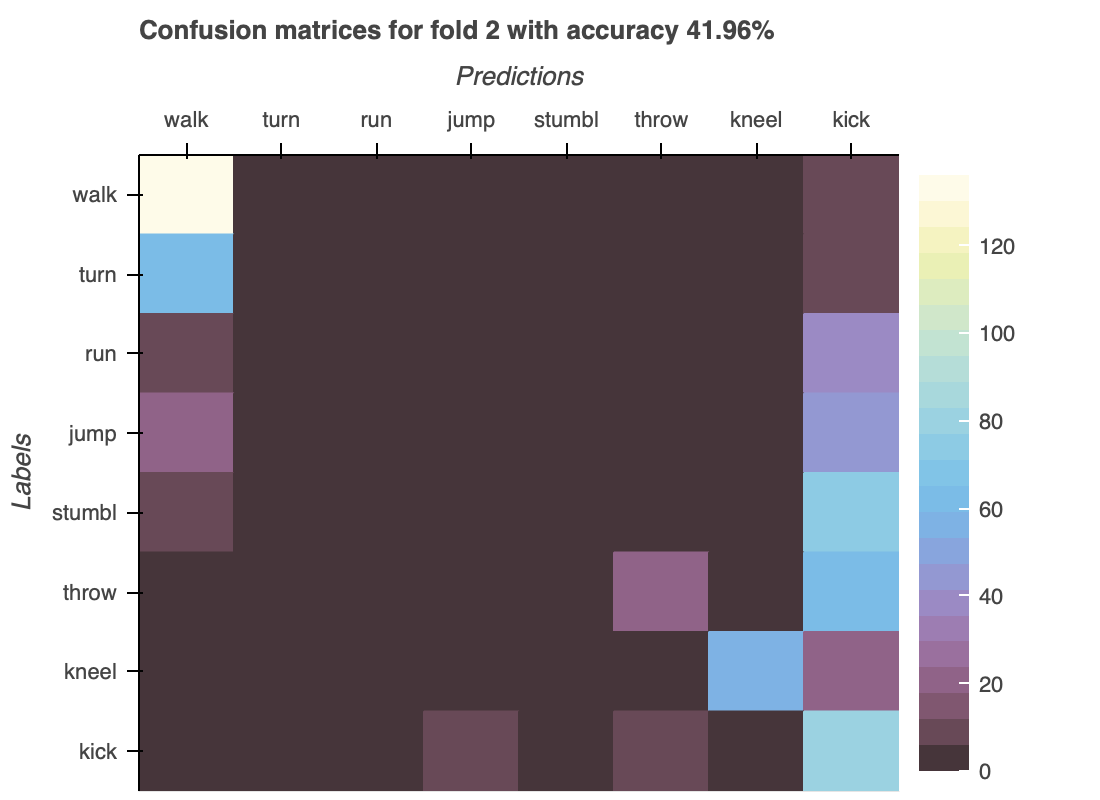 Confusion matrices for fold 2 with accuracy 41.96%
Predictions
walk turn run jump stumbl throw kneel kick
walk
turn
run
jump
stumbl
throw
kneel
kick
Labels
120
100
80
60
40
20
0